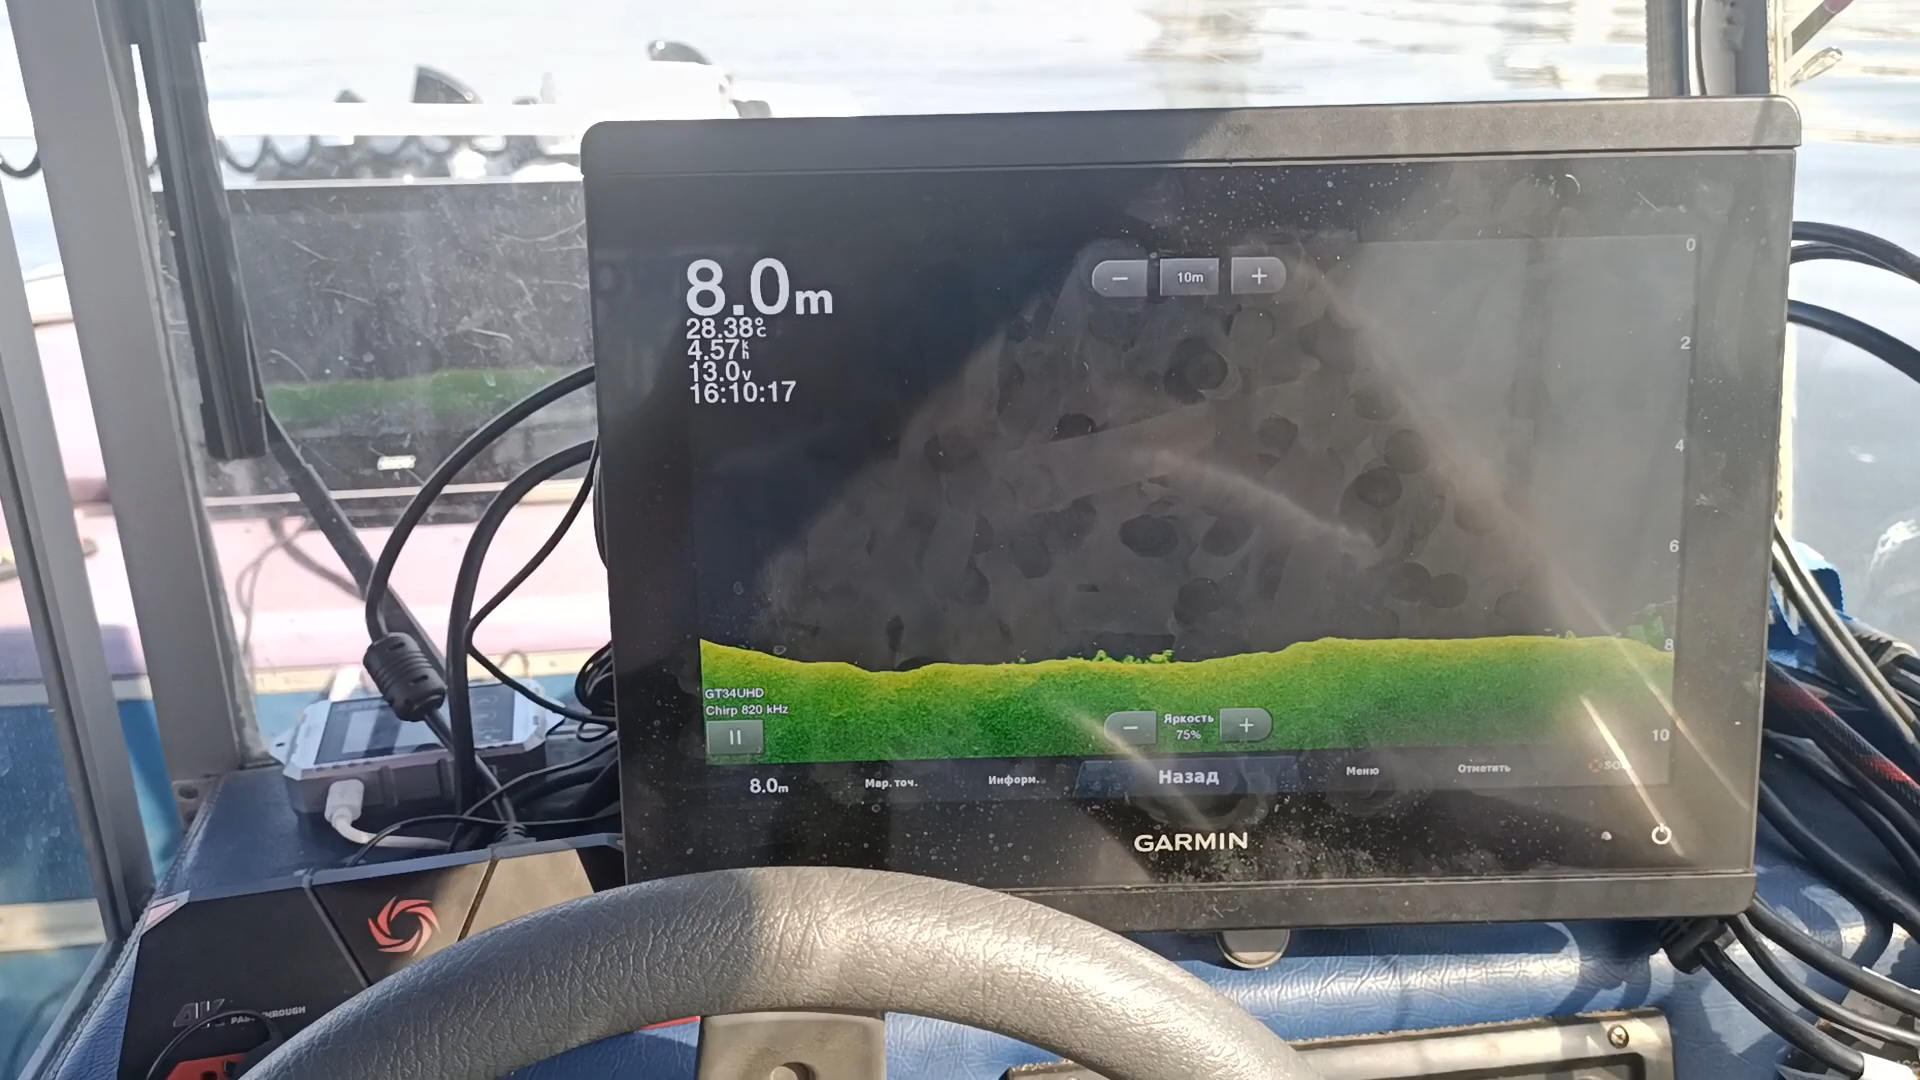 8.0m
28.38°C
4.57kh
13.0v
16:10:17
− 10m +
0
2
4
6
8
10
GT34UHD
Chirp 820 kHz
− Яркость +
75%
8.0m
Мар. точ.
Информ.
Назад
Меню
Отметить
GARMIN
4K